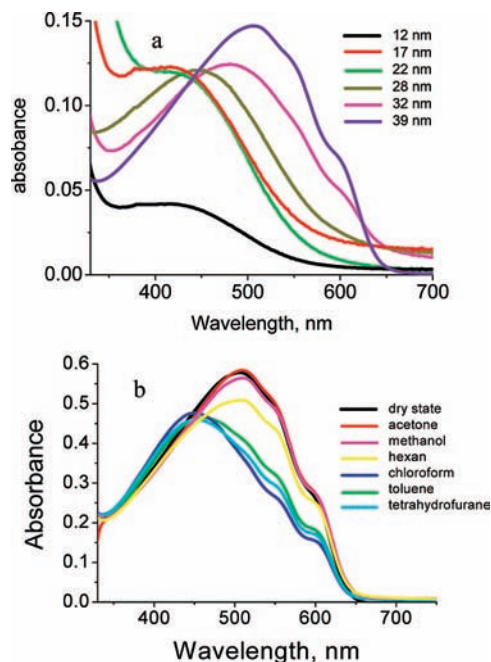 0.15
0.10
0.05
0.00
absobance
a
12 nm
17 nm
22 nm
28 nm
32 nm
39 nm
400 500 600 700
Wavelength, nm
0.6
0.5
0.4
0.3
0.2
0.1
0.0
Absorbance
b
dry state
acetone
methanol
hexan
chloroform
toluene
tetrahydrofurane
400 500 600 700
Wavelength, nm